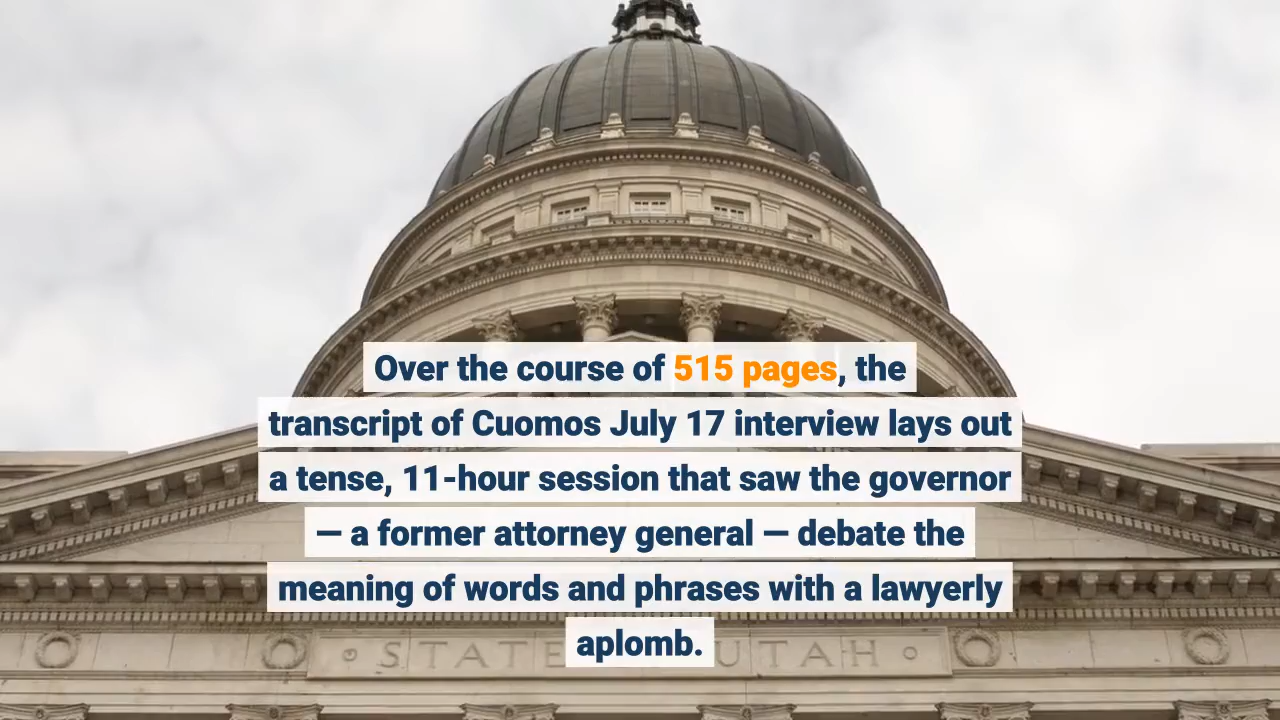 Over the course of 515 pages, the
transcript of Cuomos July 17 interview lays out
a tense, 11-hour session that saw the governor
— a former attorney general — debate the
meaning of words and phrases with a lawyerly
aplomb.
STATE UTAH